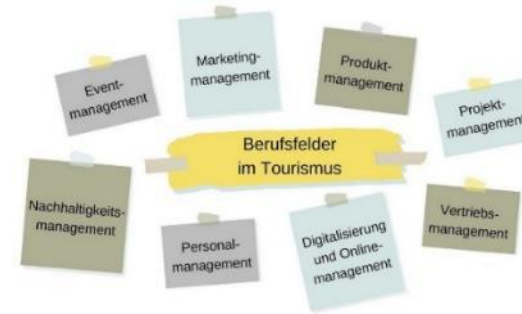 Marketing-
management
Produkt-
management
Event-
management
Projekt-
management
Berufsfelder
im Tourismus
Nachhaltigkeits-
management
Personal-
management
Digitalisierung
und Online-
management
Vertriebs-
management